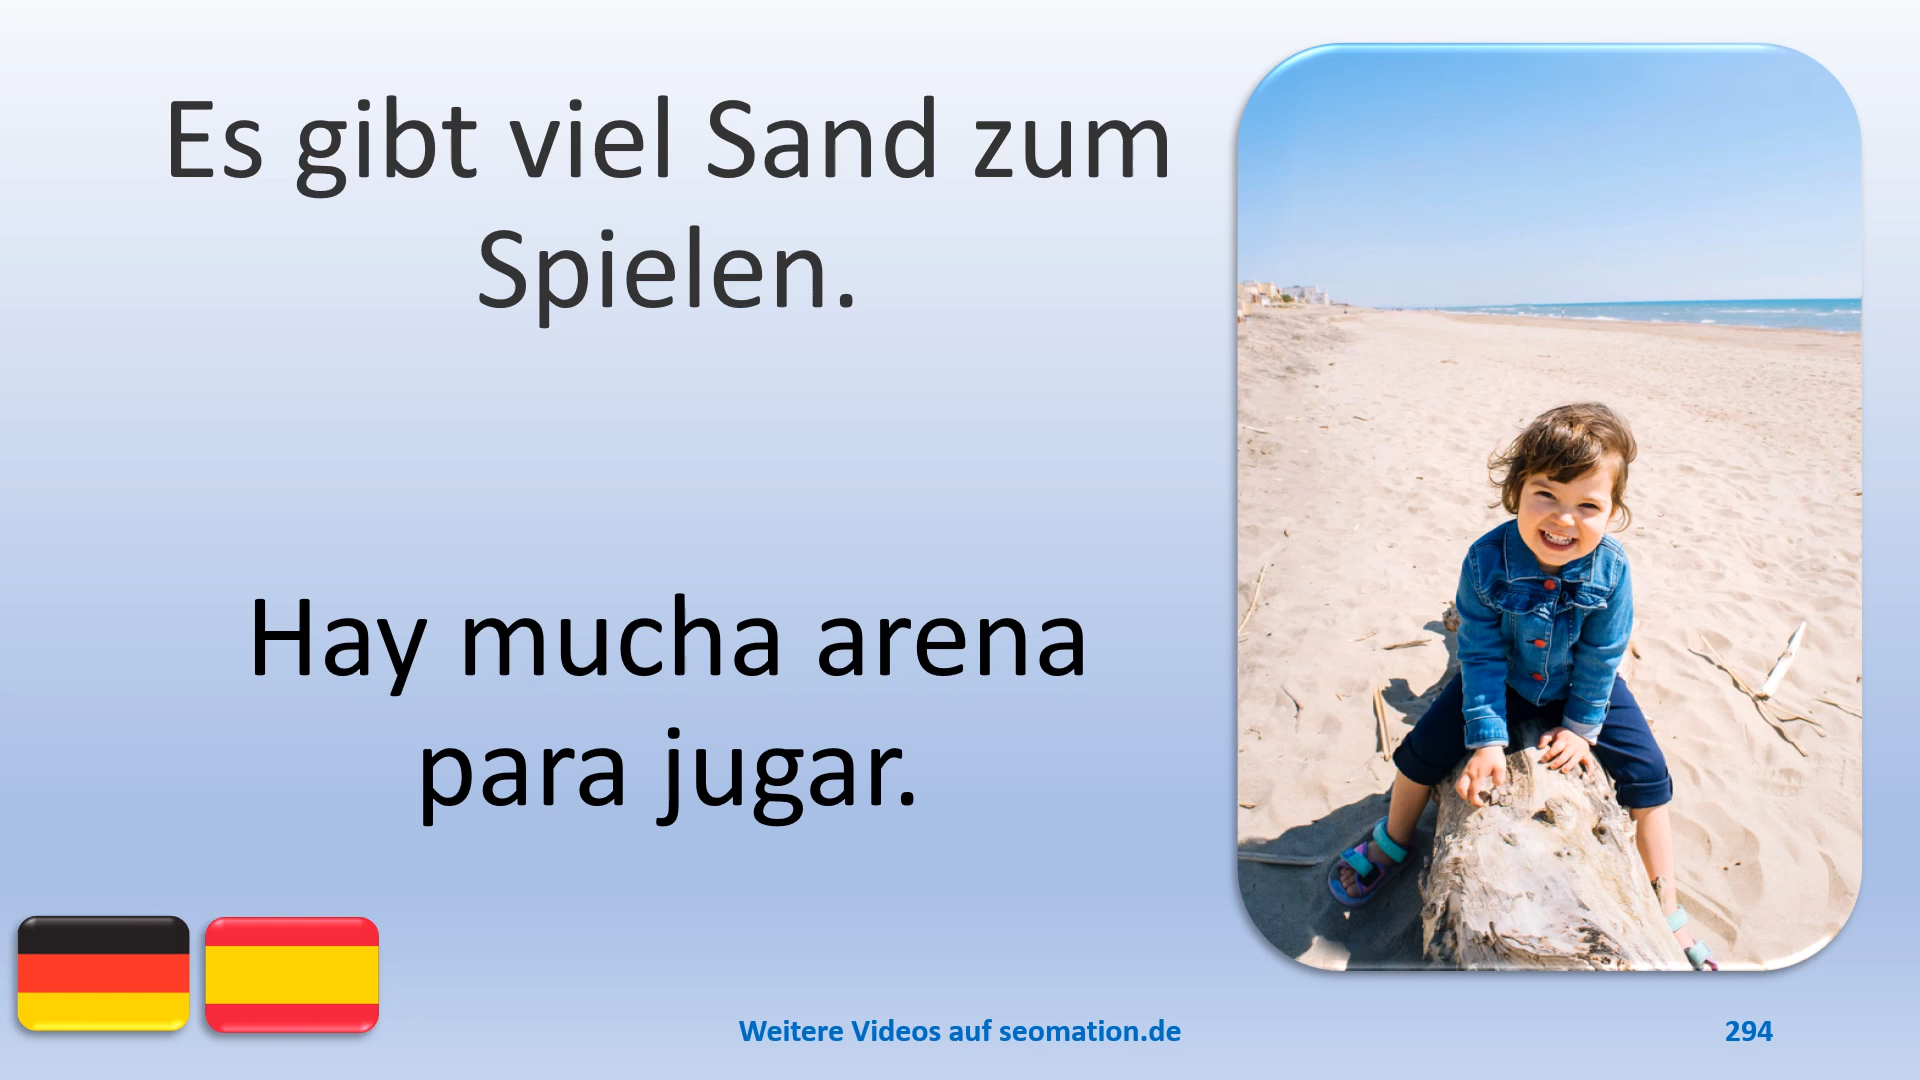 Es gibt viel Sand zum
Spielen.
Hay mucha arena
para jugar.
Weitere Videos auf seomation.de
294